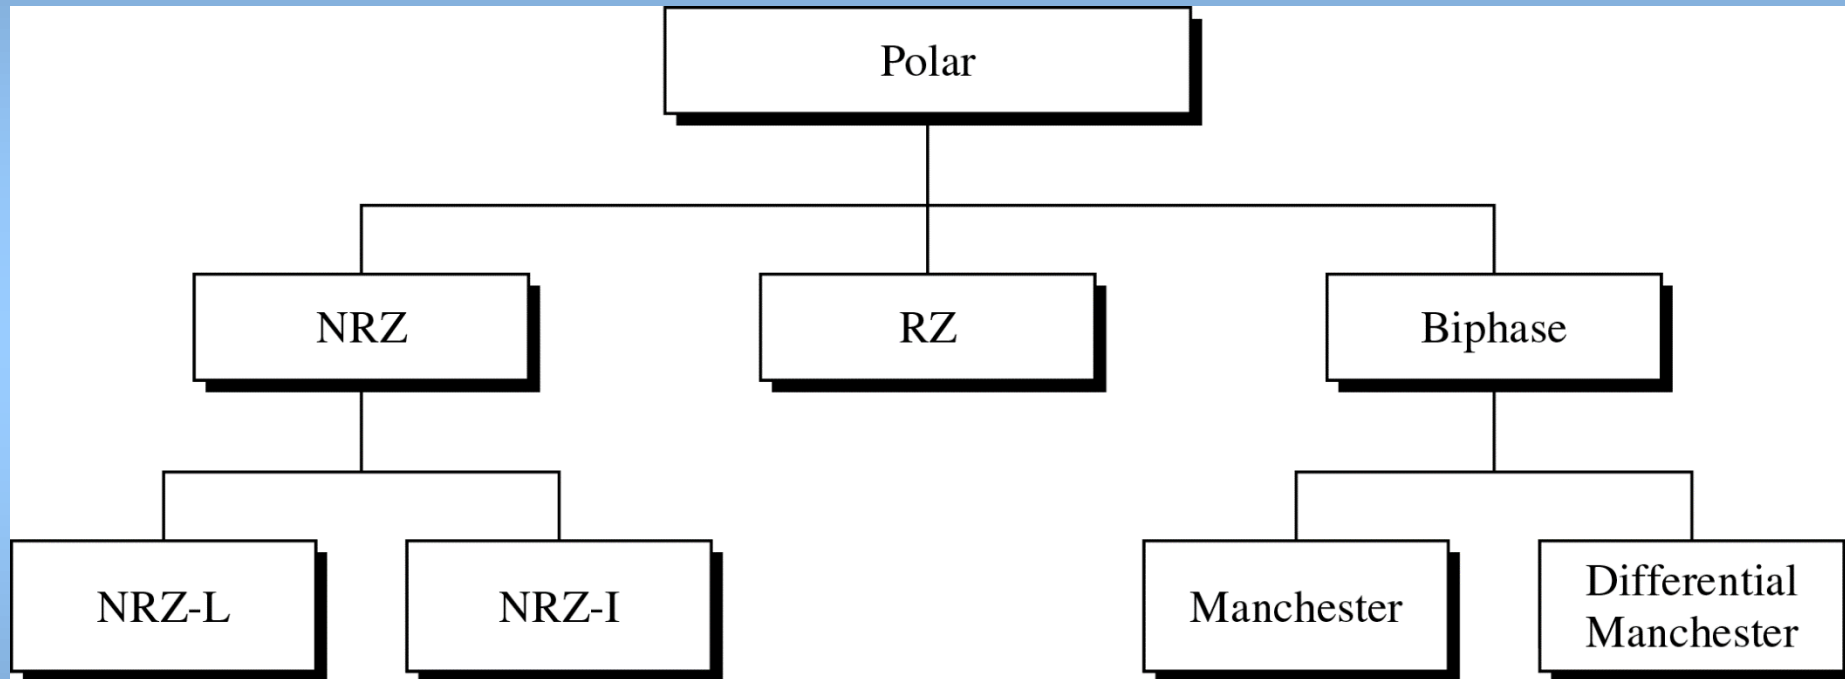 Polar
NRZ
RZ
Biphase
NRZ-L
NRZ-I
Manchester
Differential
Manchester